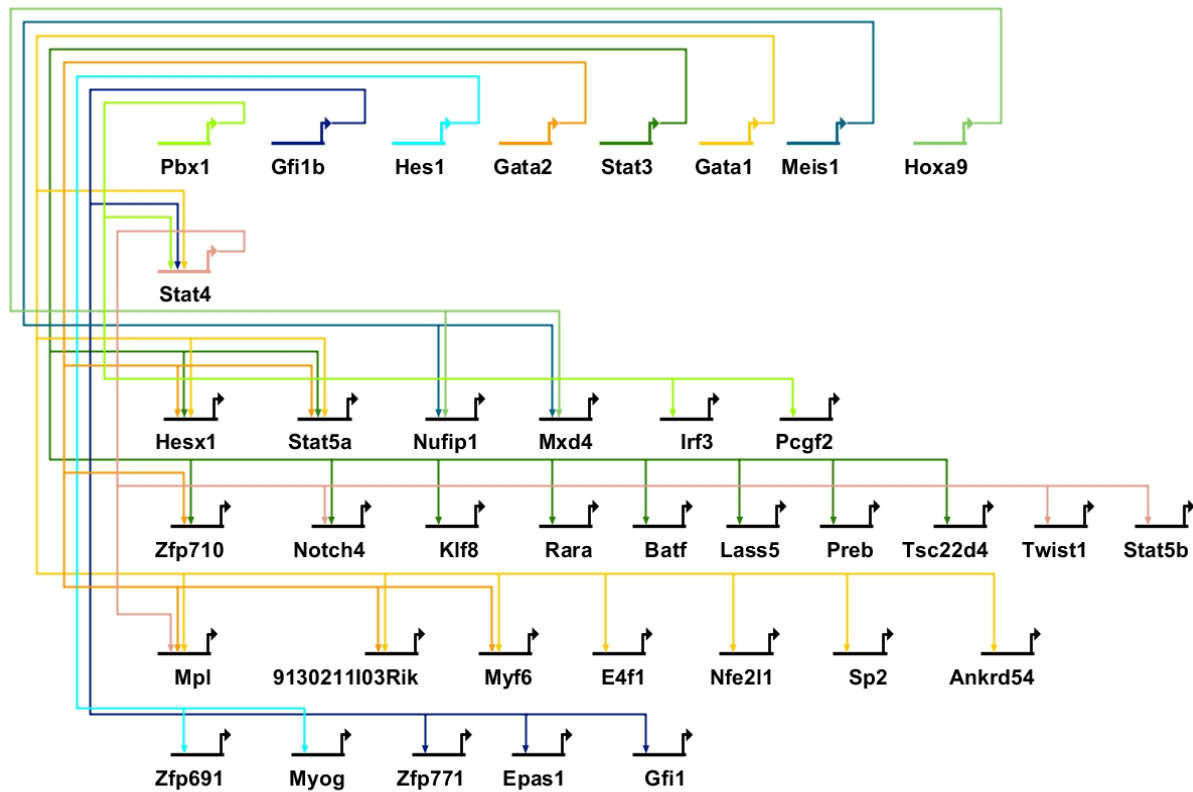 Pbx1 Gfi1b Hes1 Gata2 Stat3 Gata1 Meis1 Hoxa9
Stat4
Hesx1 Stat5a Nufip1 Mxd4 Irf3 Pcgf2
Zfp710 Notch4 Klf8 Rara Batf Lass5 Preb Tsc22d4 Twist1 Stat5b
Mpl 9130211I03Rik Myf6 E4f1 Nfe2l1 Sp2 Ankrd54
Zfp691 Myog Zfp771 Epas1 Gfi1